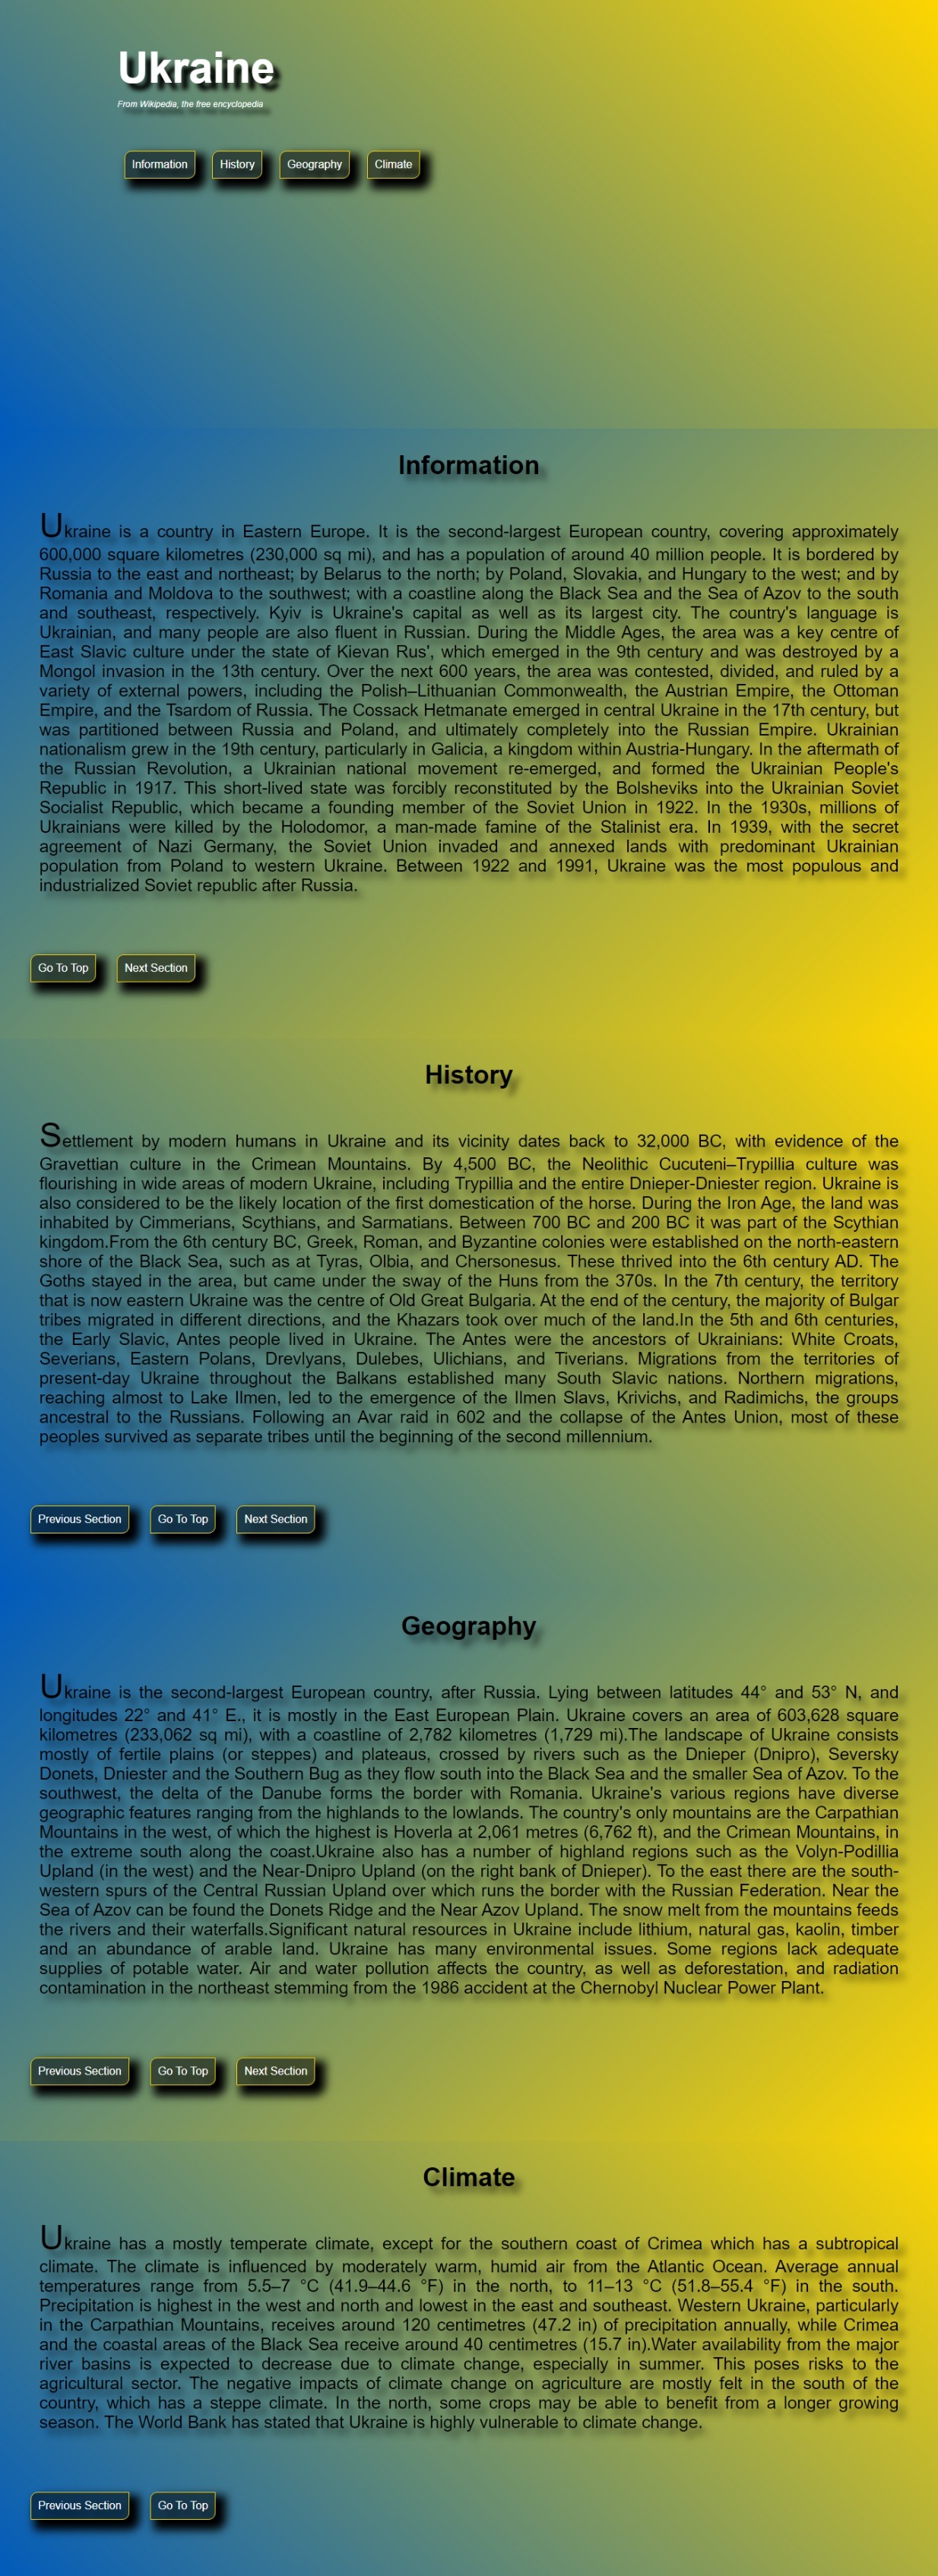 Ukraine
From Wikipedia, the free encyclopedia
Information History Geography Climate
Information
Ukraine is a country in Eastern Europe. It is the second-largest European country, covering approximately
600,000 square kilometres (230,000 sq mi), and has a population of around 40 million people. It is bordered by
Russia to the east and northeast; by Belarus to the north; by Poland, Slovakia, and Hungary to the west; and by
Romania and Moldova to the southwest; with a coastline along the Black Sea and the Sea of Azov to the south
and southeast, respectively. Kyiv is Ukraine's capital as well as its largest city. The country's language is
Ukrainian, and many people are also fluent in Russian. During the Middle Ages, the area was a key centre of
East Slavic culture under the state of Kievan Rus', which emerged in the 9th century and was destroyed by a
Mongol invasion in the 13th century. Over the next 600 years, the area was contested, divided, and ruled by a
variety of external powers, including the Polish–Lithuanian Commonwealth, the Austrian Empire, the Ottoman
Empire, and the Tsardom of Russia. The Cossack Hetmanate emerged in central Ukraine in the 17th century, but
was partitioned between Russia and Poland, and ultimately completely into the Russian Empire. Ukrainian
nationalism grew in the 19th century, particularly in Galicia, a kingdom within Austria-Hungary. In the aftermath of
the Russian Revolution, a Ukrainian national movement re-emerged, and formed the Ukrainian People's
Republic in 1917. This short-lived state was forcibly reconstituted by the Bolsheviks into the Ukrainian Soviet
Socialist Republic, which became a founding member of the Soviet Union in 1922. In the 1930s, millions of
Ukrainians were killed by the Holodomor, a man-made famine of the Stalinist era. In 1939, with the secret
agreement of Nazi Germany, the Soviet Union invaded and annexed lands with predominant Ukrainian
population from Poland to western Ukraine. Between 1922 and 1991, Ukraine was the most populous and
industrialized Soviet republic after Russia.
Go To Top Next Section
History
Settlement by modern humans in Ukraine and its vicinity dates back to 32,000 BC, with evidence of the
Gravettian culture in the Crimean Mountains. By 4,500 BC, the Neolithic Cucuteni–Trypillia culture was
flourishing in wide areas of modern Ukraine, including Trypillia and the entire Dnieper-Dniester region. Ukraine is
also considered to be the likely location of the first domestication of the horse. During the Iron Age, the land was
inhabited by Cimmerians, Scythians, and Sarmatians. Between 700 BC and 200 BC it was part of the Scythian
kingdom.From the 6th century BC, Greek, Roman, and Byzantine colonies were established on the north-eastern
shore of the Black Sea, such as at Tyras, Olbia, and Chersonesus. These thrived into the 6th century AD. The
Goths stayed in the area, but came under the sway of the Huns from the 370s. In the 7th century, the territory
that is now eastern Ukraine was the centre of Old Great Bulgaria. At the end of the century, the majority of Bulgar
tribes migrated in different directions, and the Khazars took over much of the land.In the 5th and 6th centuries,
the Early Slavic, Antes people lived in Ukraine. The Antes were the ancestors of Ukrainians: White Croats,
Severians, Eastern Polans, Drevlyans, Dulebes, Ulichians, and Tiverians. Migrations from the territories of
present-day Ukraine throughout the Balkans established many South Slavic nations. Northern migrations,
reaching almost to Lake Ilmen, led to the emergence of the Ilmen Slavs, Krivichs, and Radimichs, the groups
ancestral to the Russians. Following an Avar raid in 602 and the collapse of the Antes Union, most of these
peoples survived as separate tribes until the beginning of the second millennium.
Previous Section Go To Top Next Section
Geography
Ukraine is the second-largest European country, after Russia. Lying between latitudes 44° and 53° N, and
longitudes 22° and 41° E., it is mostly in the East European Plain. Ukraine covers an area of 603,628 square
kilometres (233,062 sq mi), with a coastline of 2,782 kilometres (1,729 mi).The landscape of Ukraine consists
mostly of fertile plains (or steppes) and plateaus, crossed by rivers such as the Dnieper (Dnipro), Seversky
Donets, Dniester and the Southern Bug as they flow south into the Black Sea and the smaller Sea of Azov. To the
southwest, the delta of the Danube forms the border with Romania. Ukraine's various regions have diverse
geographic features ranging from the highlands to the lowlands. The country's only mountains are the Carpathian
Mountains in the west, of which the highest is Hoverla at 2,061 metres (6,762 ft), and the Crimean Mountains, in
the extreme south along the coast.Ukraine also has a number of highland regions such as the Volyn-Podillia
Upland (in the west) and the Near-Dnipro Upland (on the right bank of Dnieper). To the east there are the south-
western spurs of the Central Russian Upland over which runs the border with the Russian Federation. Near the
Sea of Azov can be found the Donets Ridge and the Near Azov Upland. The snow melt from the mountains feeds
the rivers and their waterfalls.Significant natural resources in Ukraine include lithium, natural gas, kaolin, timber
and an abundance of arable land. Ukraine has many environmental issues. Some regions lack adequate
supplies of potable water. Air and water pollution affects the country, as well as deforestation, and radiation
contamination in the northeast stemming from the 1986 accident at the Chernobyl Nuclear Power Plant.
Previous Section Go To Top Next Section
Climate
Ukraine has a mostly temperate climate, except for the southern coast of Crimea which has a subtropical
climate. The climate is influenced by moderately warm, humid air from the Atlantic Ocean. Average annual
temperatures range from 5.5–7 °C (41.9–44.6 °F) in the north, to 11–13 °C (51.8–55.4 °F) in the south.
Precipitation is highest in the west and north and lowest in the east and southeast. Western Ukraine, particularly
in the Carpathian Mountains, receives around 120 centimetres (47.2 in) of precipitation annually, while Crimea
and the coastal areas of the Black Sea receive around 40 centimetres (15.7 in).Water availability from the major
river basins is expected to decrease due to climate change, especially in summer. This poses risks to the
agricultural sector. The negative impacts of climate change on agriculture are mostly felt in the south of the
country, which has a steppe climate. In the north, some crops may be able to benefit from a longer growing
season. The World Bank has stated that Ukraine is highly vulnerable to climate change.
Previous Section Go To Top